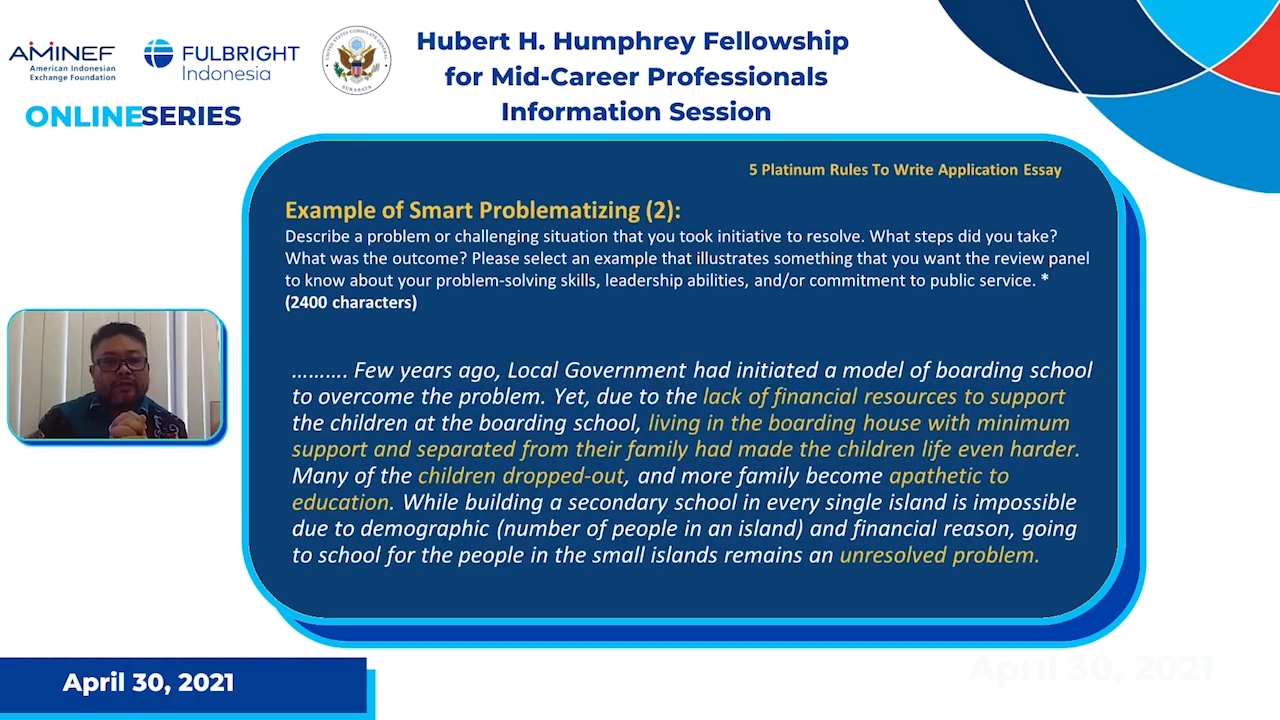 AMINEF
American Indonesian
Exchange Foundation
FULBRIGHT
Indonesia
UNITED STATES CONSULATE GENERAL
SURABAYA
ONLINESERIES
Hubert H. Humphrey Fellowship
for Mid-Career Professionals
Information Session
5 Platinum Rules To Write Application Essay
Example of Smart Problematizing (2):
Describe a problem or challenging situation that you took initiative to resolve. What steps did you take?
What was the outcome? Please select an example that illustrates something that you want the review panel
to know about your problem-solving skills, leadership abilities, and/or commitment to public service. *
(2400 characters)
………. Few years ago, Local Government had initiated a model of boarding school
to overcome the problem. Yet, due to the lack of financial resources to support
the children at the boarding school, living in the boarding house with minimum
support and separated from their family had made the children life even harder.
Many of the children dropped-out, and more family become apathetic to
education. While building a secondary school in every single island is impossible
due to demographic (number of people in an island) and financial reason, going
to school for the people in the small islands remains an unresolved problem.
April 30, 2021
April 30, 2021